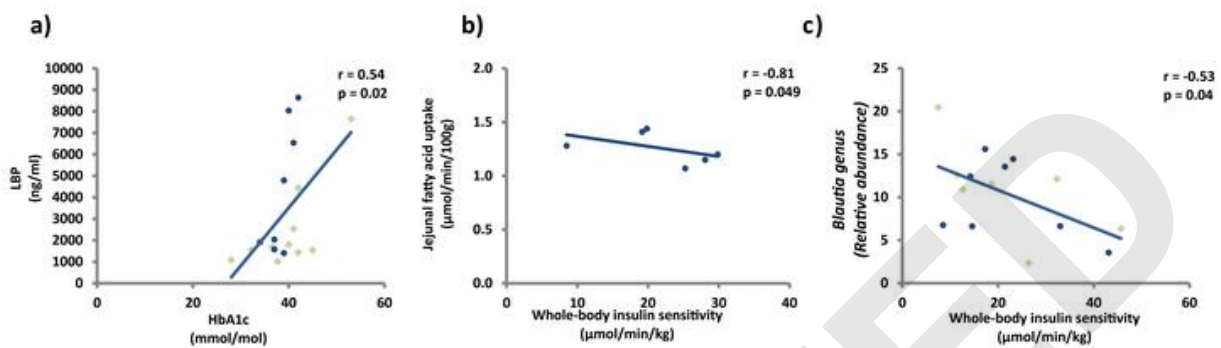 a)
r = 0.54
p = 0.02
LBP
(ng/ml)
10000
9000
8000
7000
6000
5000
4000
3000
2000
1000
0
0
20
40
60
HbA1c
(mmol/mol)
b)
r = -0.81
p = 0.049
Jejunal fatty acid uptake
(μmol/min/100g)
2.0
1.5
1.0
0.5
0.0
0
10
20
30
40
Whole-body insulin sensitivity
(μmol/min/kg)
c)
r = -0.53
p = 0.04
Blautia genus
(Relative abundance)
25
20
15
10
5
0
0
20
40
60
Whole-body insulin sensitivity
(μmol/min/kg)